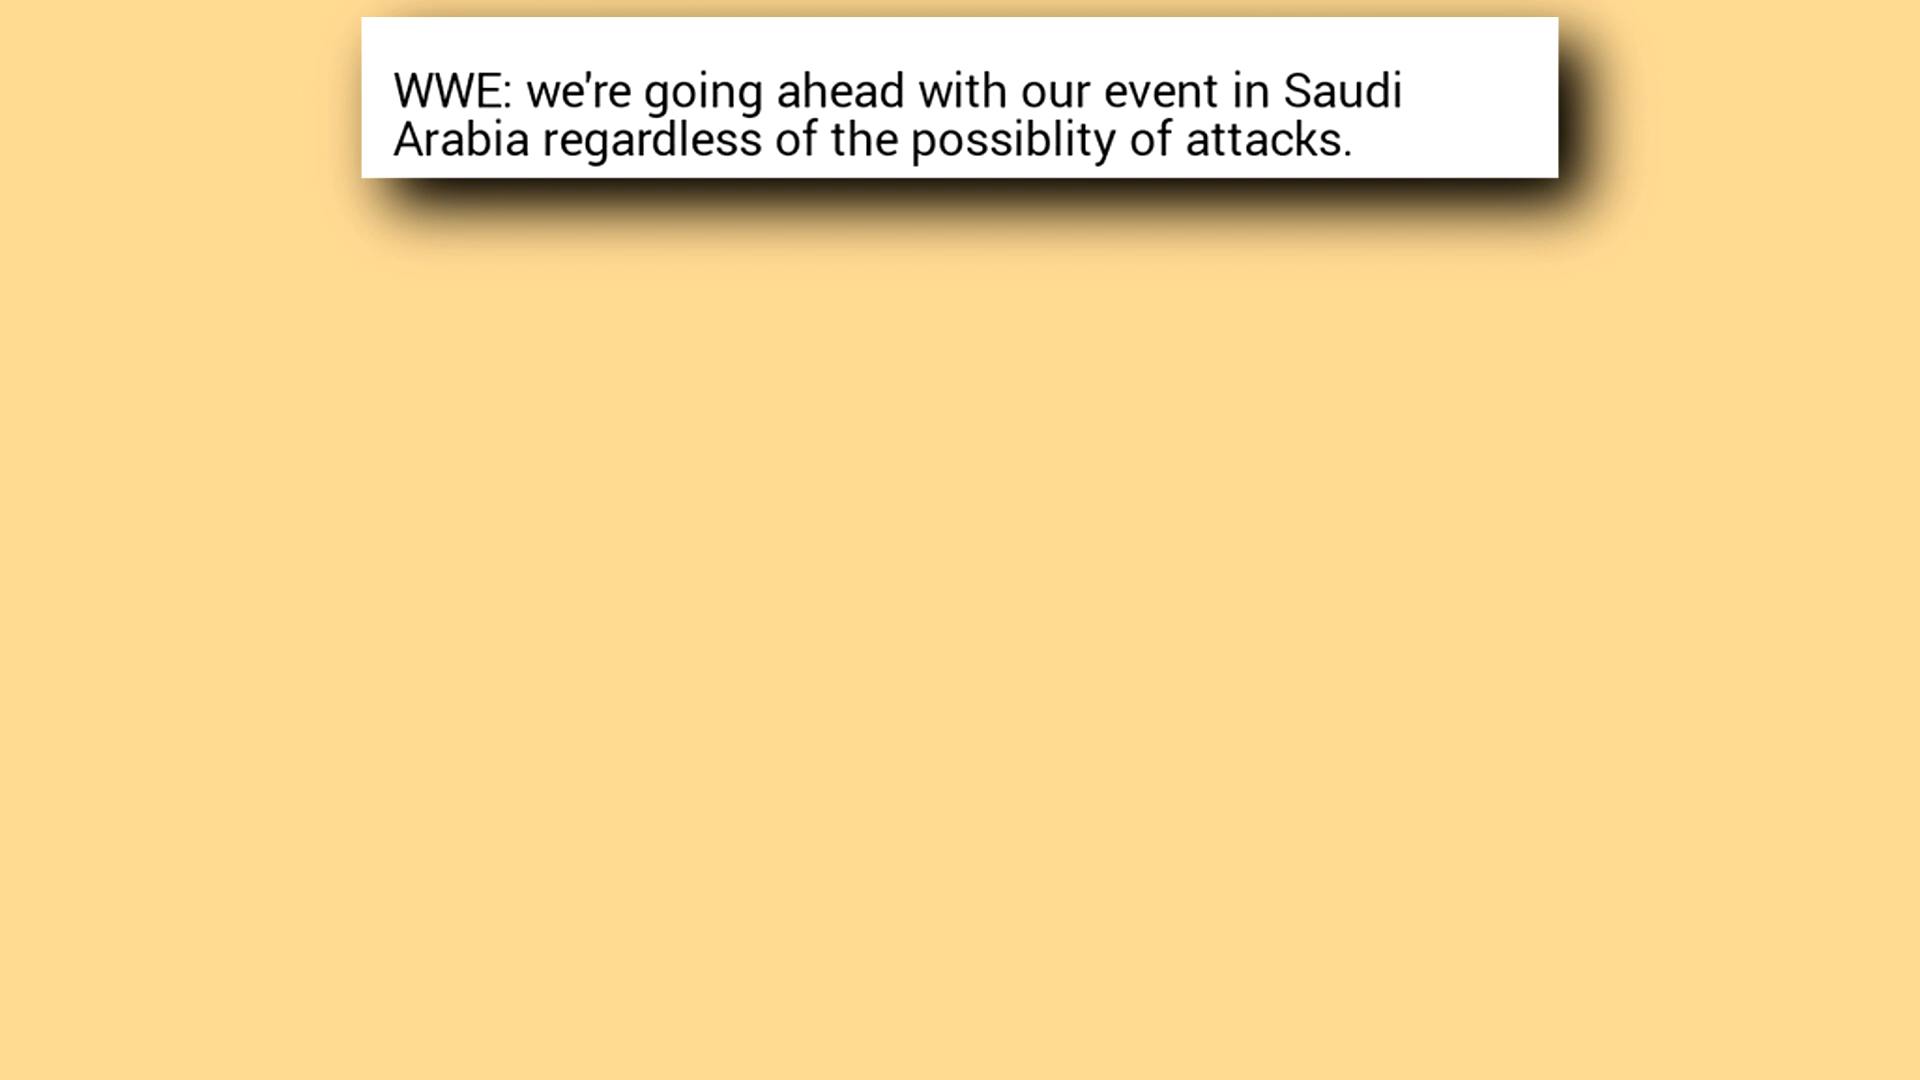 WWE: we're going ahead with our event in Saudi
Arabia regardless of the possiblity of attacks.